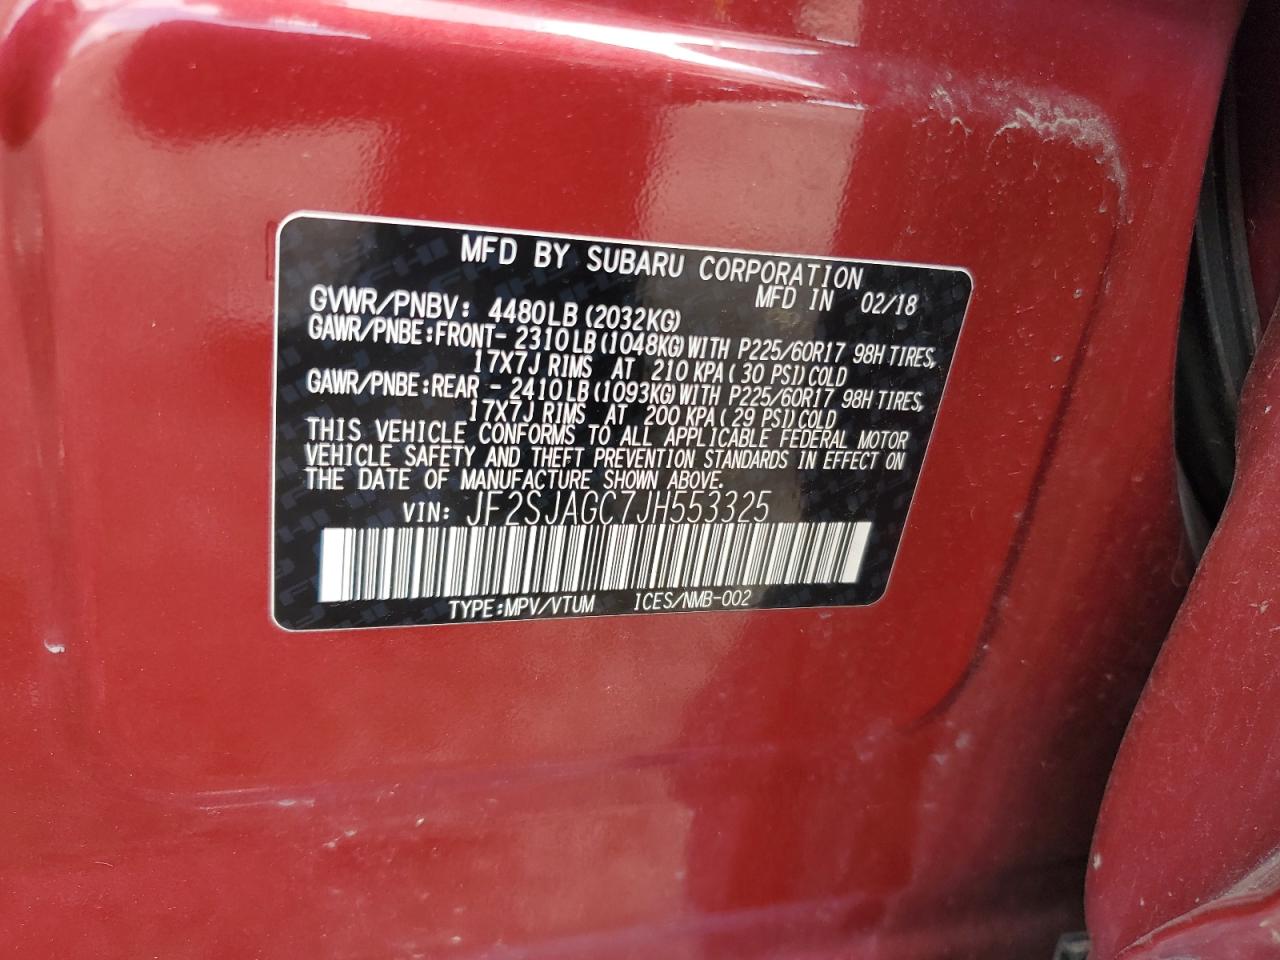 MFD BY SUBARU CORPORATION
MFD IN 02/18
GVWR/PNBV: 4480LB(2032KG)
GAWR/PNBE:FRONT- 2310LB(1048KG)WITH P225/60R17 98H TIRES,
17X7J RIMS AT 210 KPA(30 PSI)COLD
GAWR/PNBE:REAR - 2410LB(1093KG)WITH P225/60R17 98H TIRES,
17X7J RIMS AT 200 KPA(29 PSI)COLD
THIS VEHICLE CONFORMS TO ALL APPLICABLE FEDERAL MOTOR
VEHICLE SAFETY AND THEFT PREVENTION STANDARDS IN EFFECT ON
THE DATE OF MANUFACTURE SHOWN ABOVE.
VIN: JF2SJAGC7JH553325
TYPE:MPV/VTUM ICES/NMB-002